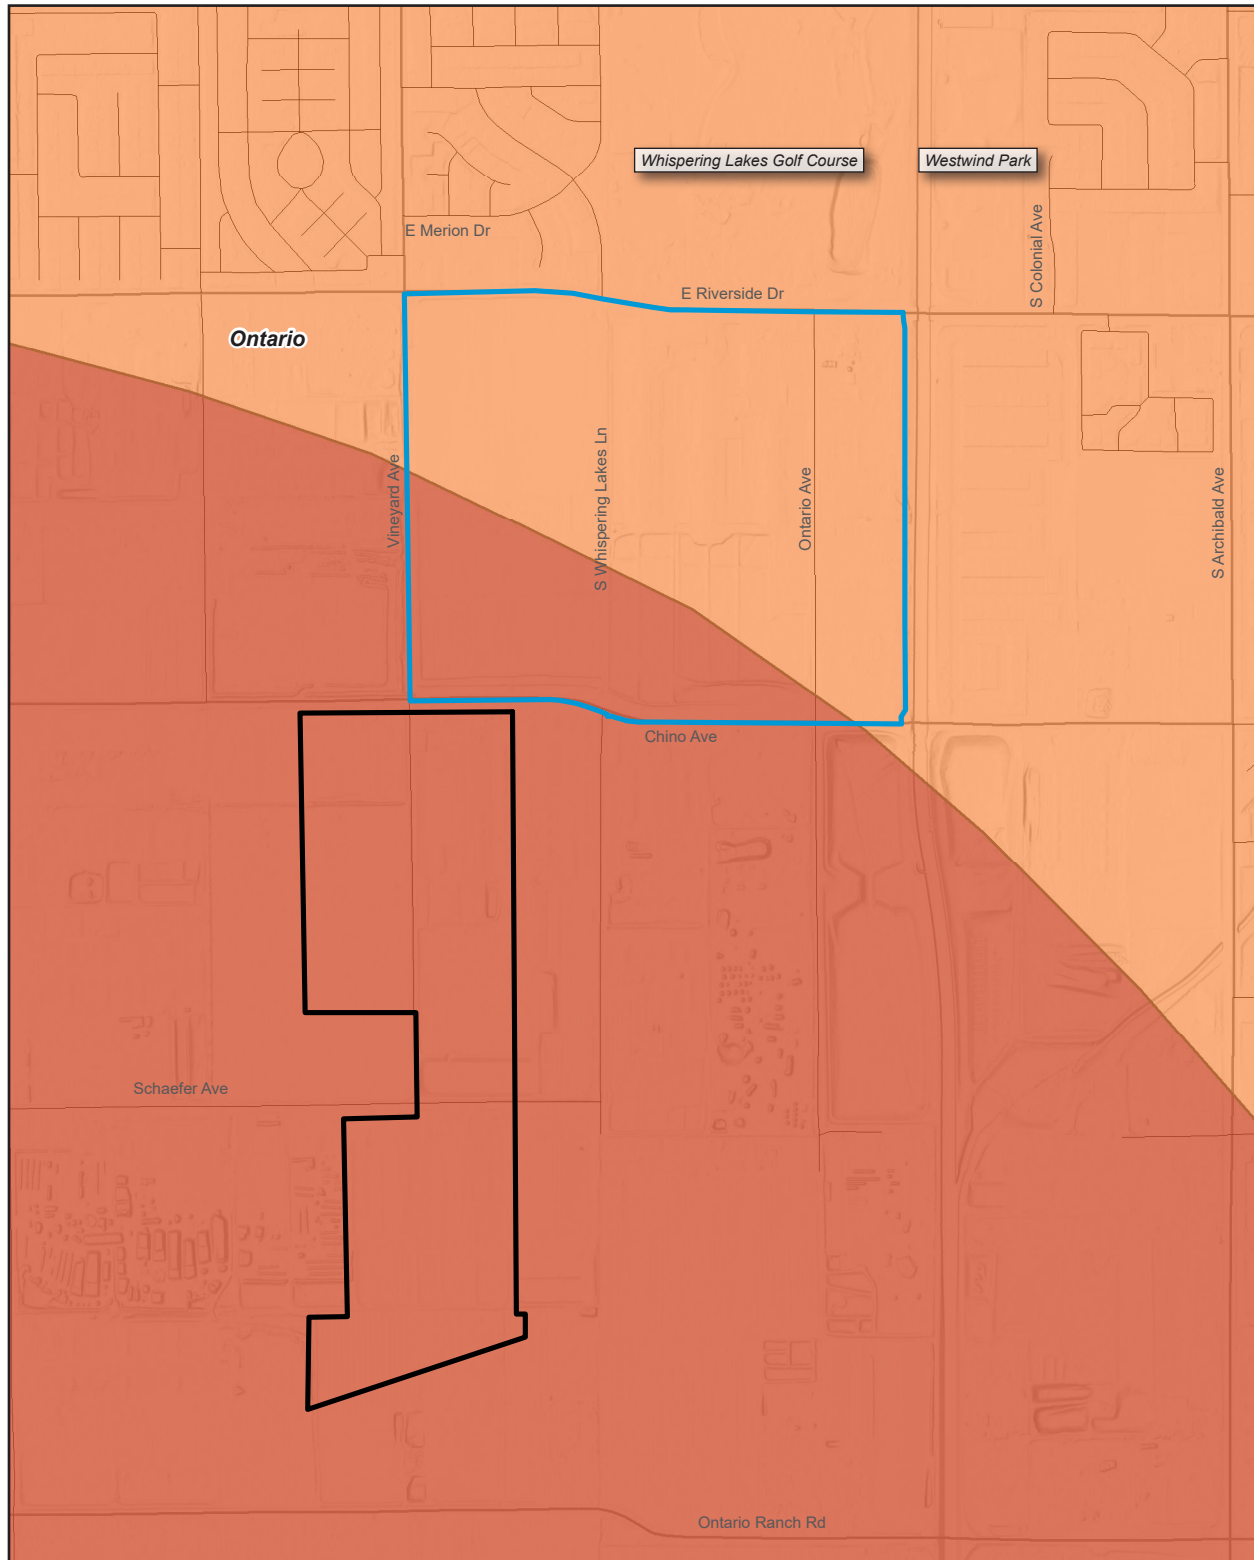 Whispering Lakes Golf Course
Westwind Park
E Merion Dr
S Colonial Ave
E Riverside Dr
Ontario
Vineyard Ave
S Whispering Lakes Ln
Ontario Ave
S Archibald Ave
Chino Ave
Schaefer Ave
Ontario Ranch Rd